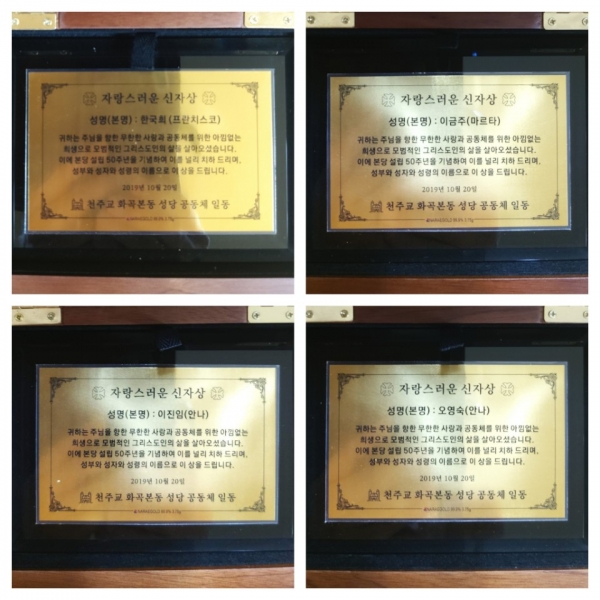 자랑스러운 신자상
성명(본명) : 한국희 (프란치스코)
귀하는 주님을 향한 무한한 사랑과 공동체를 위한 아낌없는
희생으로 모범적인 그리스도인의 삶을 살아오셨습니다.
이에 본당 설립 50주년을 기념하여 이를 널리 치하 드리며,
성부와 성자와 성령의 이름으로 이 상을 드립니다.
2019년 10월 20일
천주교 화곡본동 성당 공동체 일동
자랑스러운 신자상
성명(본명) : 이금주(마르타)
귀하는 주님을 향한 무한한 사랑과 공동체를 위한 아낌없는
희생으로 모범적인 그리스도인의 삶을 살아오셨습니다.
이에 본당 설립 50주년을 기념하여 이를 널리 치하 드리며,
성부와 성자와 성령의 이름으로 이 상을 드립니다.
2019년 10월 20일
천주교 화곡본동 성당 공동체 일동
자랑스러운 신자상
성명(본명) : 이진임(안나)
귀하는 주님을 향한 무한한 사랑과 공동체를 위한 아낌없는
희생으로 모범적인 그리스도인의 삶을 살아오셨습니다.
이에 본당 설립 50주년을 기념하여 이를 널리 치하 드리며,
성부와 성자와 성령의 이름으로 이 상을 드립니다.
2019년 10월 20일
천주교 화곡본동 성당 공동체 일동
자랑스러운 신자상
성명(본명) : 오명숙(안나)
귀하는 주님을 향한 무한한 사랑과 공동체를 위한 아낌없는
희생으로 모범적인 그리스도인의 삶을 살아오셨습니다.
이에 본당 설립 50주년을 기념하여 이를 널리 치하 드리며,
성부와 성자와 성령의 이름으로 이 상을 드립니다.
2019년 10월 20일
천주교 화곡본동 성당 공동체 일동